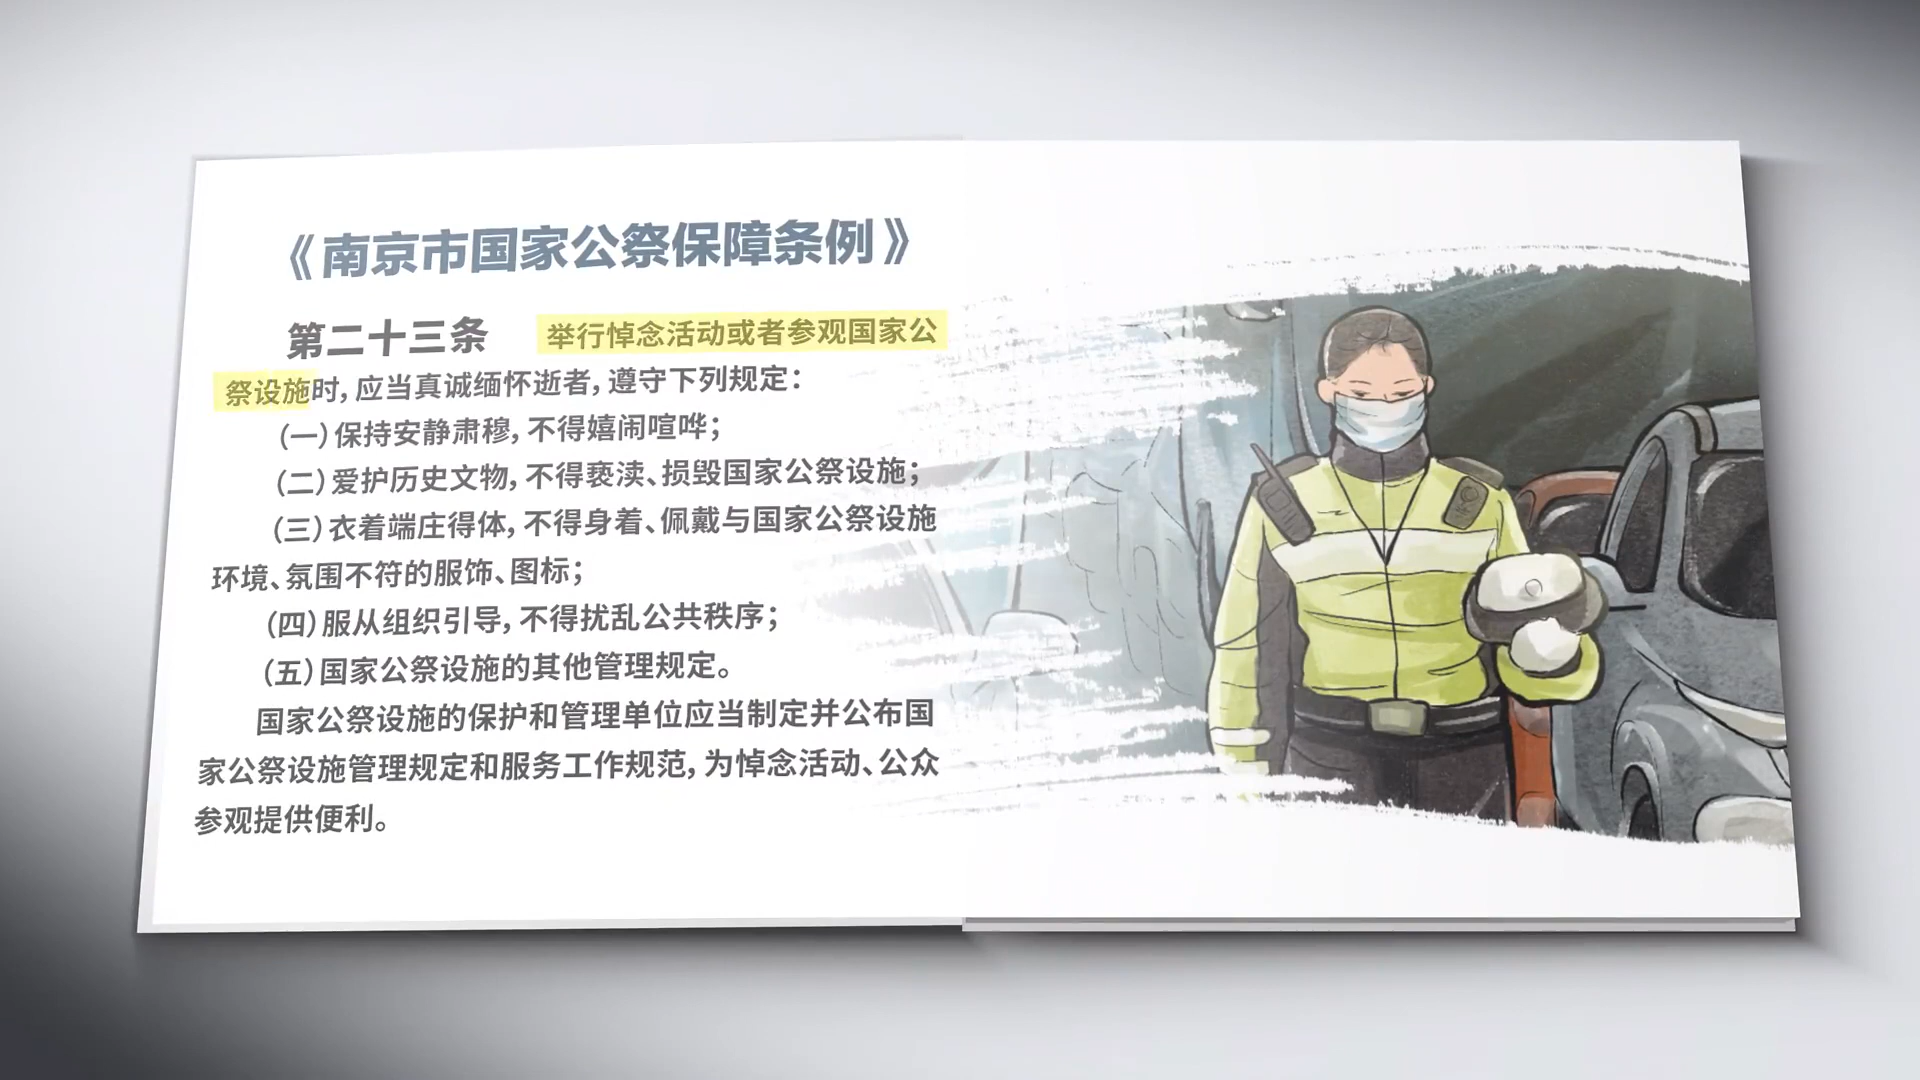 《南京市国家公祭保障条例》
第二十三条 举行悼念活动或者参观国家公
祭设施时,应当真诚缅怀逝者,遵守下列规定:
(一)保持安静肃穆,不得嬉闹喧哗;
(二)爱护历史文物,不得亵渎、损毁国家公祭设施;
(三)衣着端庄得体,不得身着、佩戴与国家公祭设施
环境、氛围不符的服饰、图标;
(四)服从组织引导,不得扰乱公共秩序;
(五)国家公祭设施的其他管理规定。
国家公祭设施的保护和管理单位应当制定并公布国
家公祭设施管理规定和服务工作规范,为悼念活动、公众
参观提供便利。